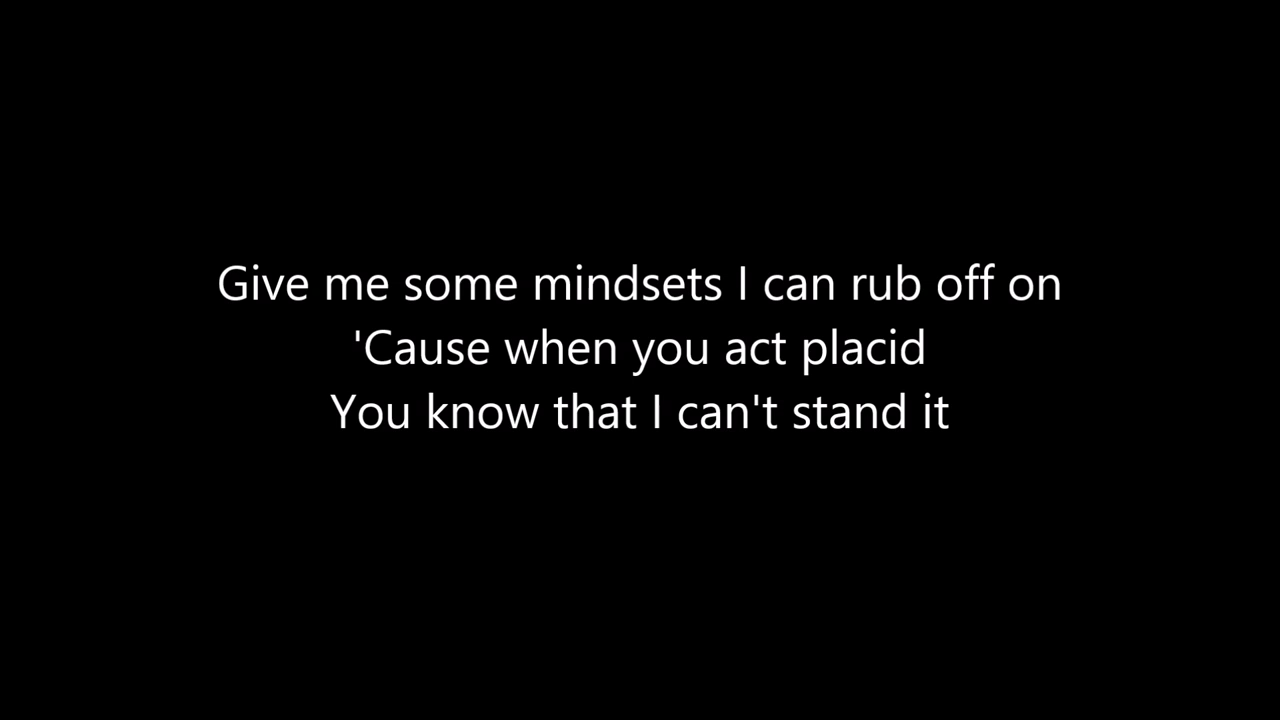 Give me some mindsets I can rub off on
'Cause when you act placid
You know that I can't stand it